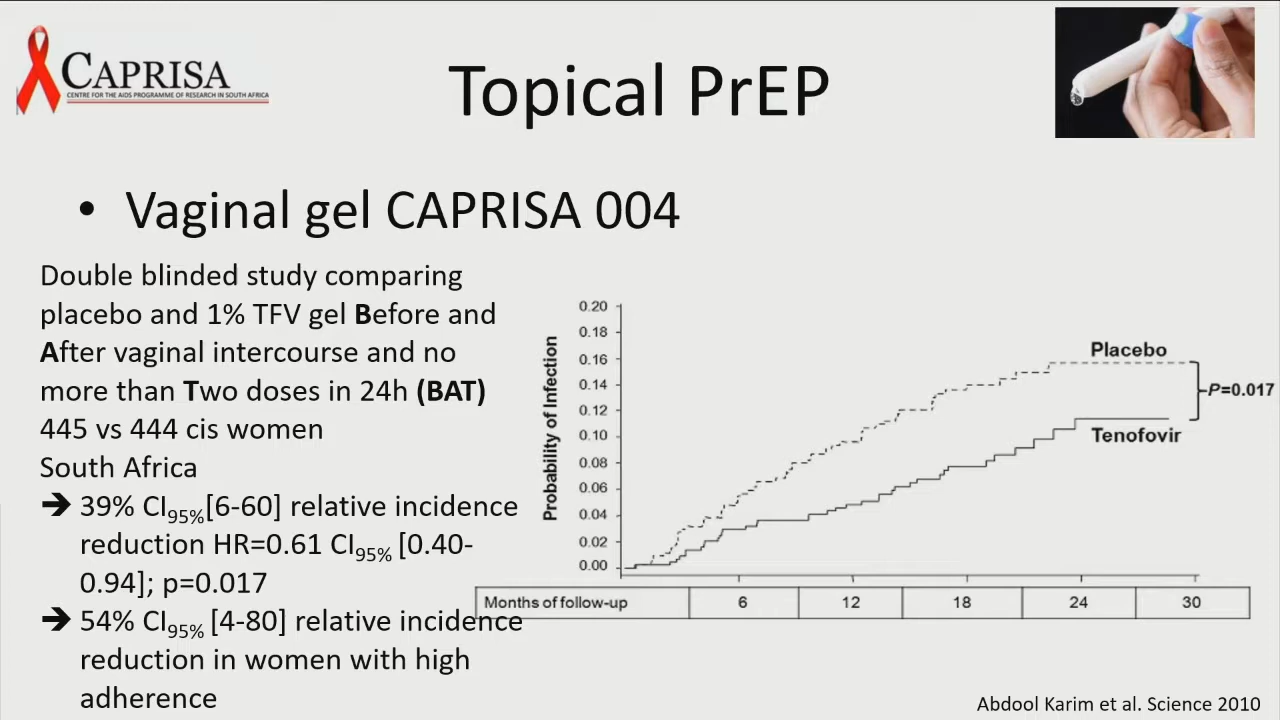 CAPRISA
CENTRE FOR THE AIDS PROGRAMME OF RESEARCH IN SOUTH AFRICA
Topical PrEP
• Vaginal gel CAPRISA 004
Double blinded study comparing
placebo and 1% TFV gel Before and
After vaginal intercourse and no
more than Two doses in 24h (BAT)
445 vs 444 cis women
South Africa
➔ 39% CI95%[6-60] relative incidence
reduction HR=0.61 CI95% [0.40-
0.94]; p=0.017
➔ 54% CI95% [4-80] relative incidence
reduction in women with high
adherence
Probability of Infection
0.20
0.18
0.16
0.14
0.12
0.10
0.08
0.06
0.04
0.02
0.00
Placebo
P=0.017
Tenofovir
Months of follow-up 6 12 18 24 30
Abdool Karim et al. Science 2010